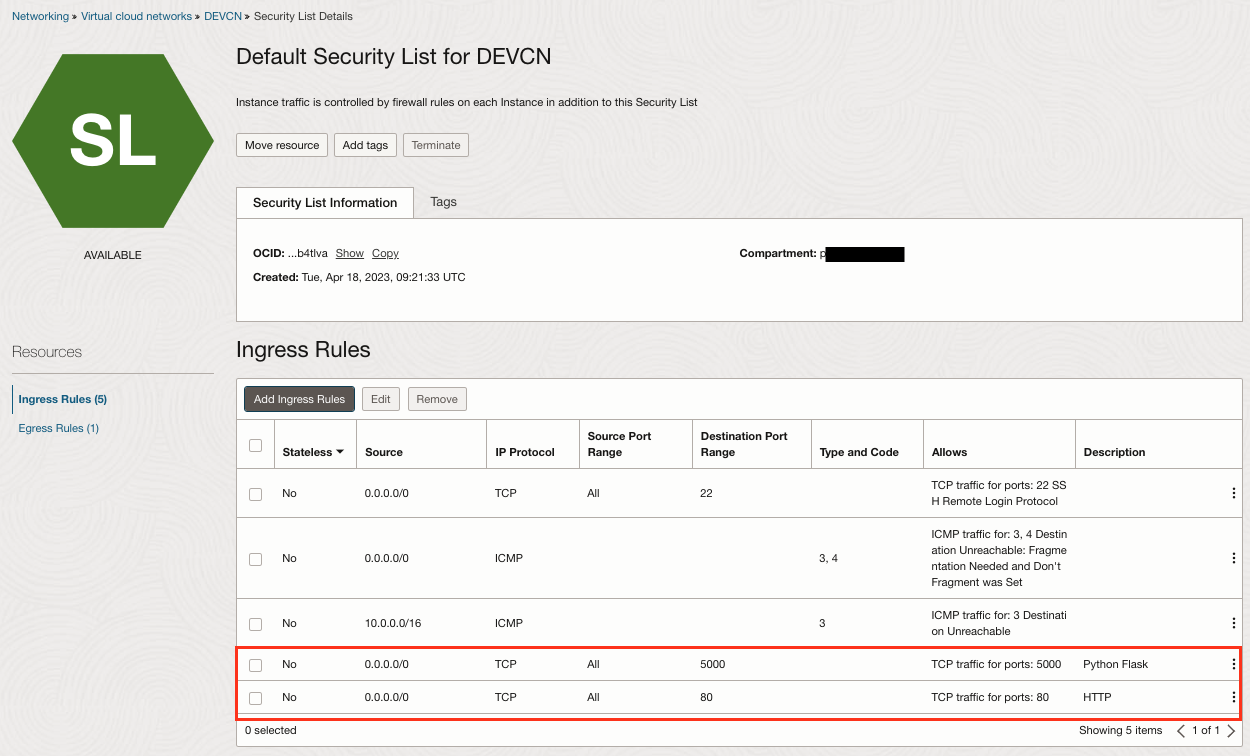 Networking » Virtual cloud networks » DEVCN » Security List Details
SL
AVAILABLE
Default Security List for DEVCN
Instance traffic is controlled by firewall rules on each Instance in addition to this Security List
Move resource Add tags Terminate
Security List Information Tags
OCID: ...b4tlva Show Copy
Compartment: p
Created: Tue, Apr 18, 2023, 09:21:33 UTC
Resources
Ingress Rules (5)
Egress Rules (1)
Ingress Rules
Add Ingress Rules Edit Remove
Stateless Source IP Protocol Source Port Range Destination Port Range Type and Code Allows Description
No 0.0.0.0/0 TCP All 22 TCP traffic for ports: 22 SS
H Remote Login Protocol
No 0.0.0.0/0 ICMP 3, 4 ICMP traffic for: 3, 4 Destin
ation Unreachable: Fragme
ntation Needed and Don't
Fragment was Set
No 10.0.0.0/16 ICMP 3 ICMP traffic for: 3 Destinati
on Unreachable
No 0.0.0.0/0 TCP All 5000 TCP traffic for ports: 5000 Python Flask
No 0.0.0.0/0 TCP All 80 TCP traffic for ports: 80 HTTP
0 selected Showing 5 items 1 of 1